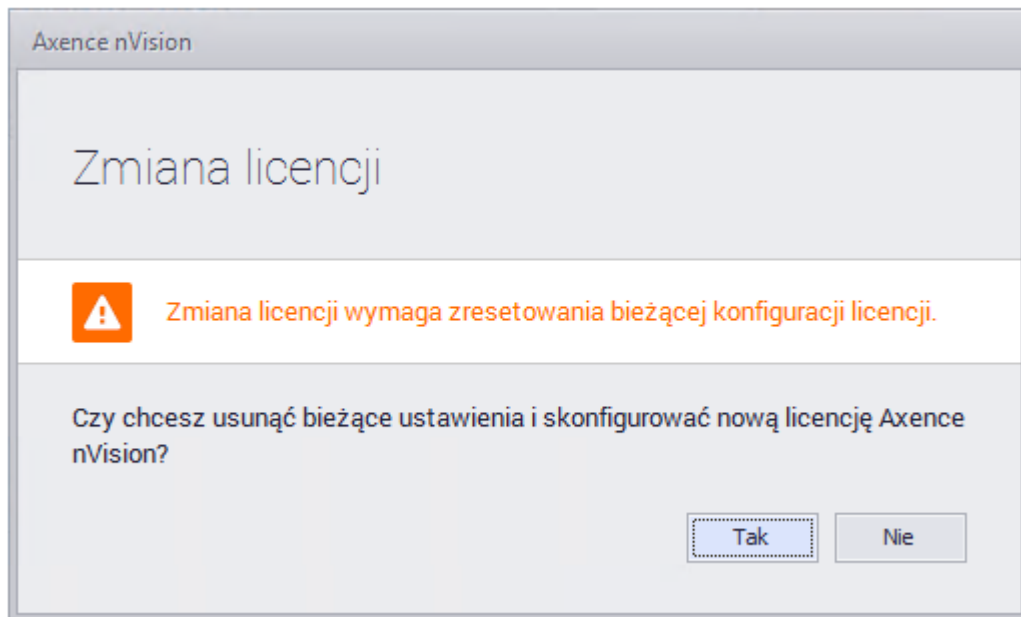 Axence nVision
Zmiana licencji
Zmiana licencji wymaga zresetowania bieżącej konfiguracji licencji.
Czy chcesz usunąć bieżące ustawienia i skonfigurować nową licencję Axence
nVision?
Tak Nie